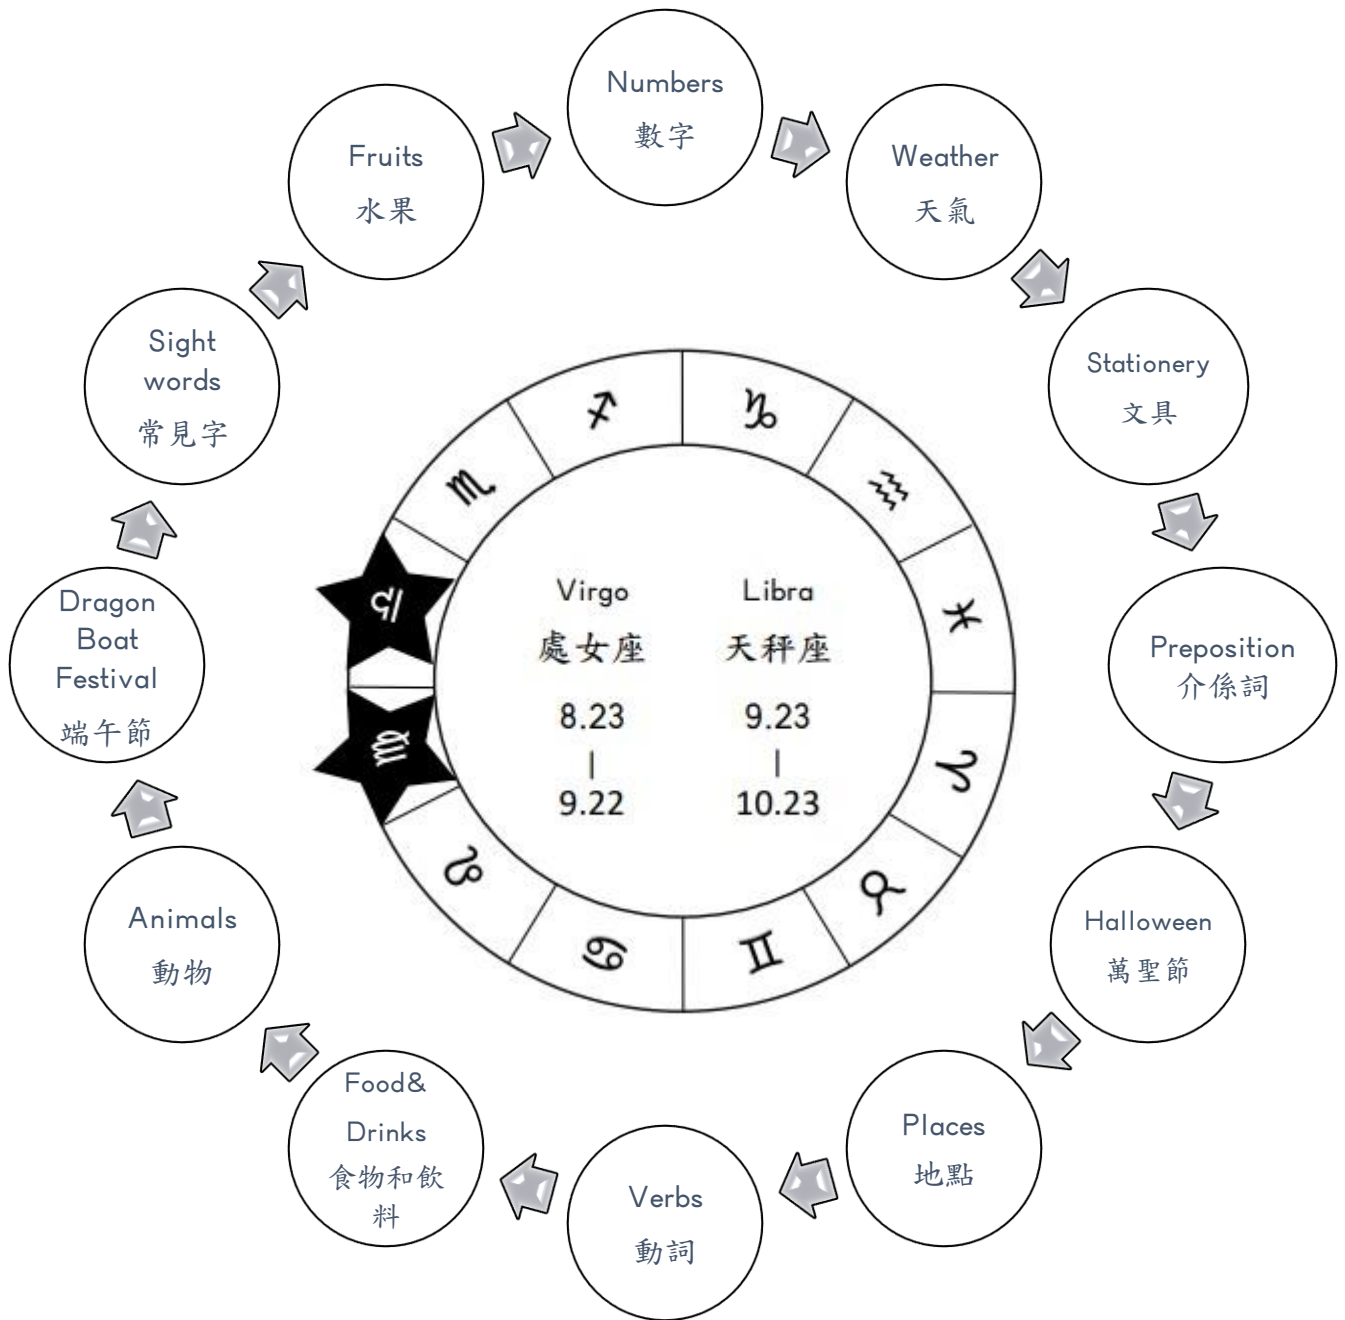 Numbers
數字
Weather
天氣
Stationery
文具
Preposition
介係詞
Halloween
萬聖節
Places
地點
Verbs
動詞
Food&
Drinks
食物和飲
料
Animals
動物
Dragon
Boat
Festival
端午節
Sight
words
常見字
Fruits
水果
♐
♑
♒
♓
♈
♉
♊
♋
♌
♍
♎
♏
Virgo
處女座
8.23
|
9.22
Libra
天秤座
9.23
|
10.23